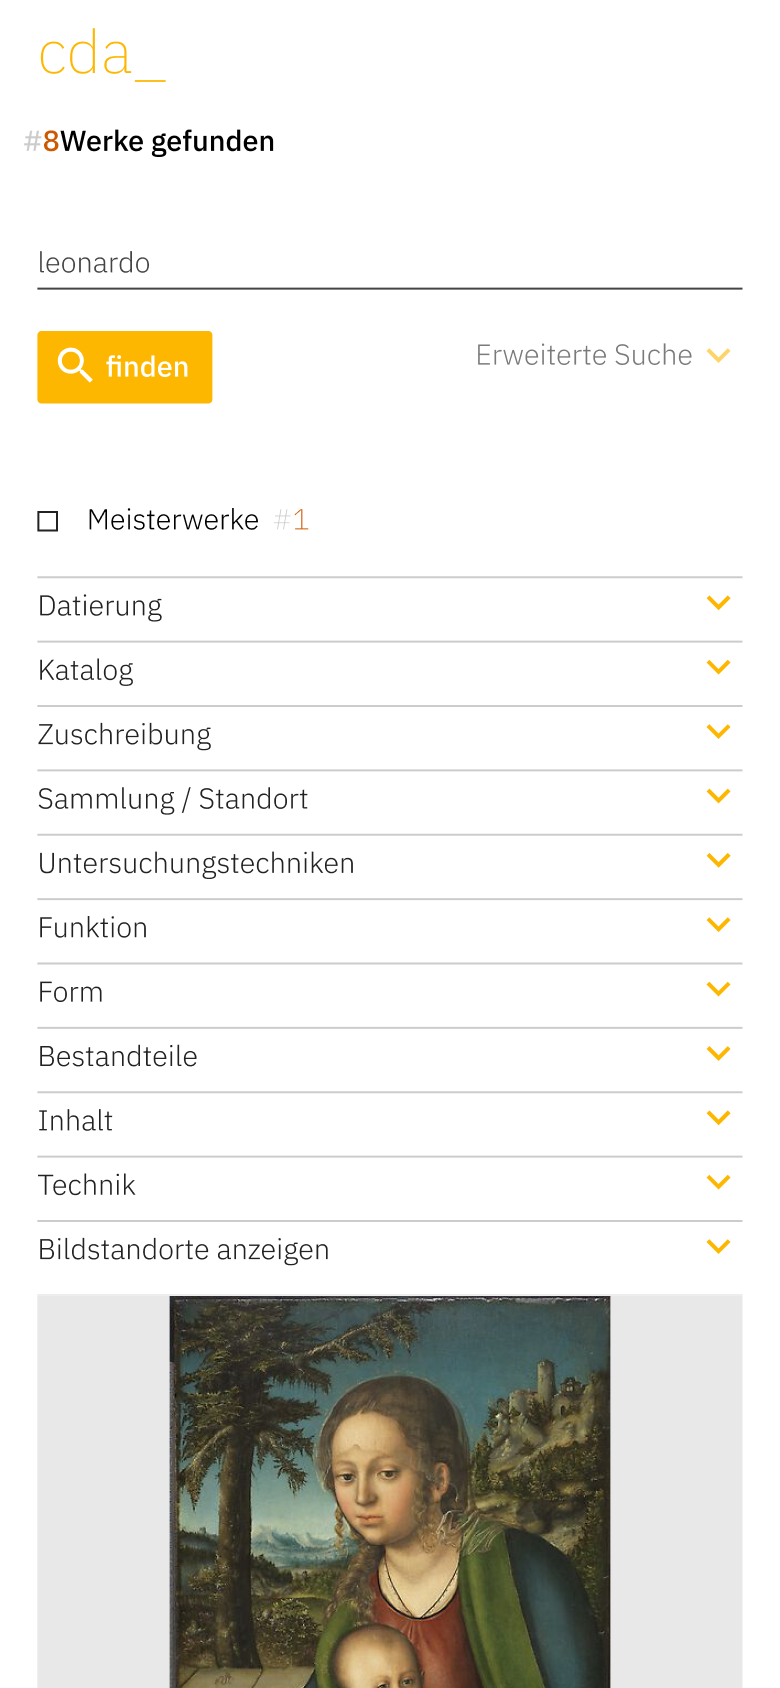 cda_
#8Werke gefunden
leonardo
finden
Erweiterte Suche
Meisterwerke #1
Datierung
Katalog
Zuschreibung
Sammlung / Standort
Untersuchungstechniken
Funktion
Form
Bestandteile
Inhalt
Technik
Bildstandorte anzeigen